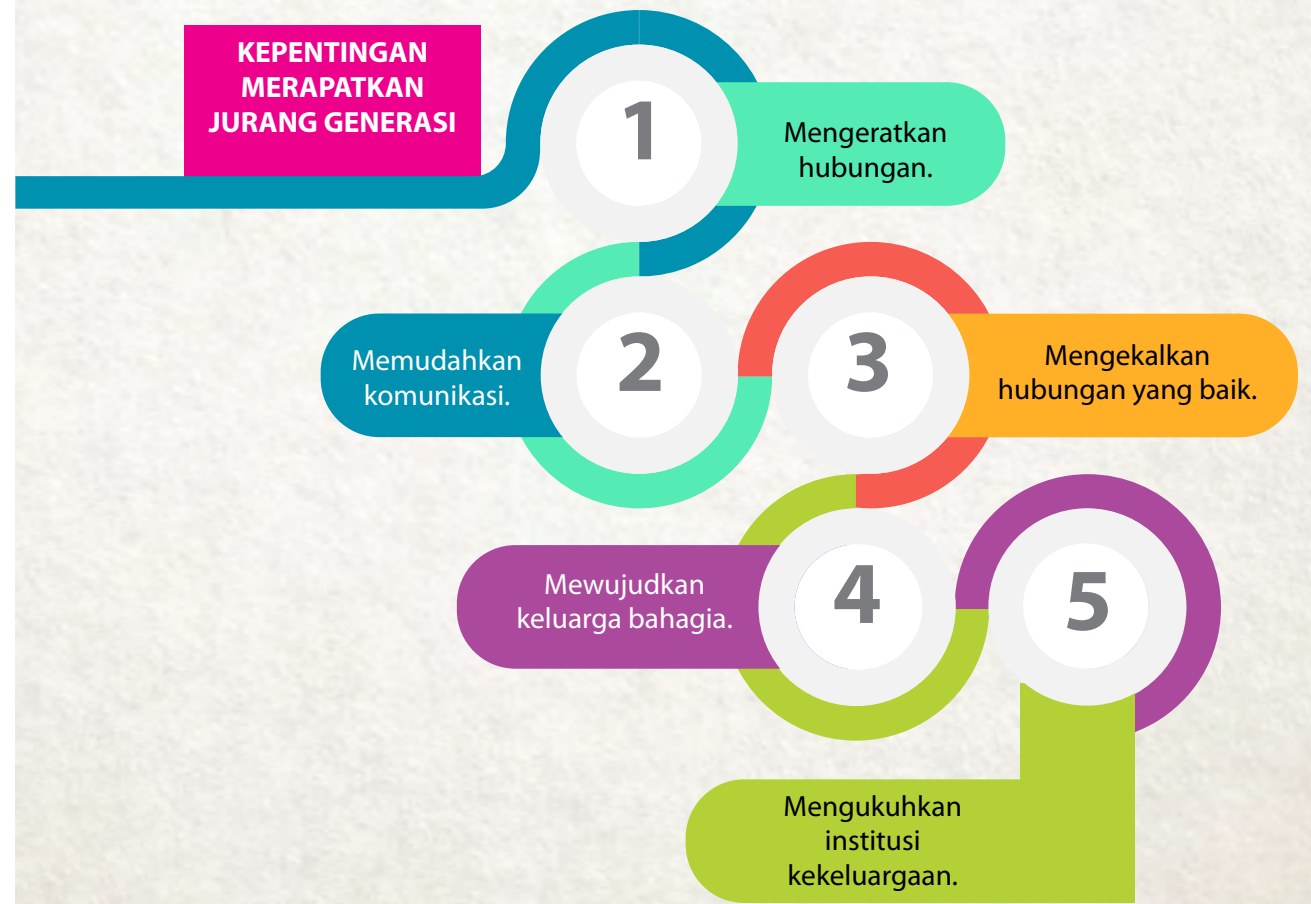 KEPENTINGAN
MERAPATKAN
JURANG GENERASI
1
Mengeratkan
hubungan.
2
Memudahkan
komunikasi.
3
Mengekalkan
hubungan yang baik.
4
Mewujudkan
keluarga bahagia.
5
Mengukuhkan
institusi
kekeluargaan.